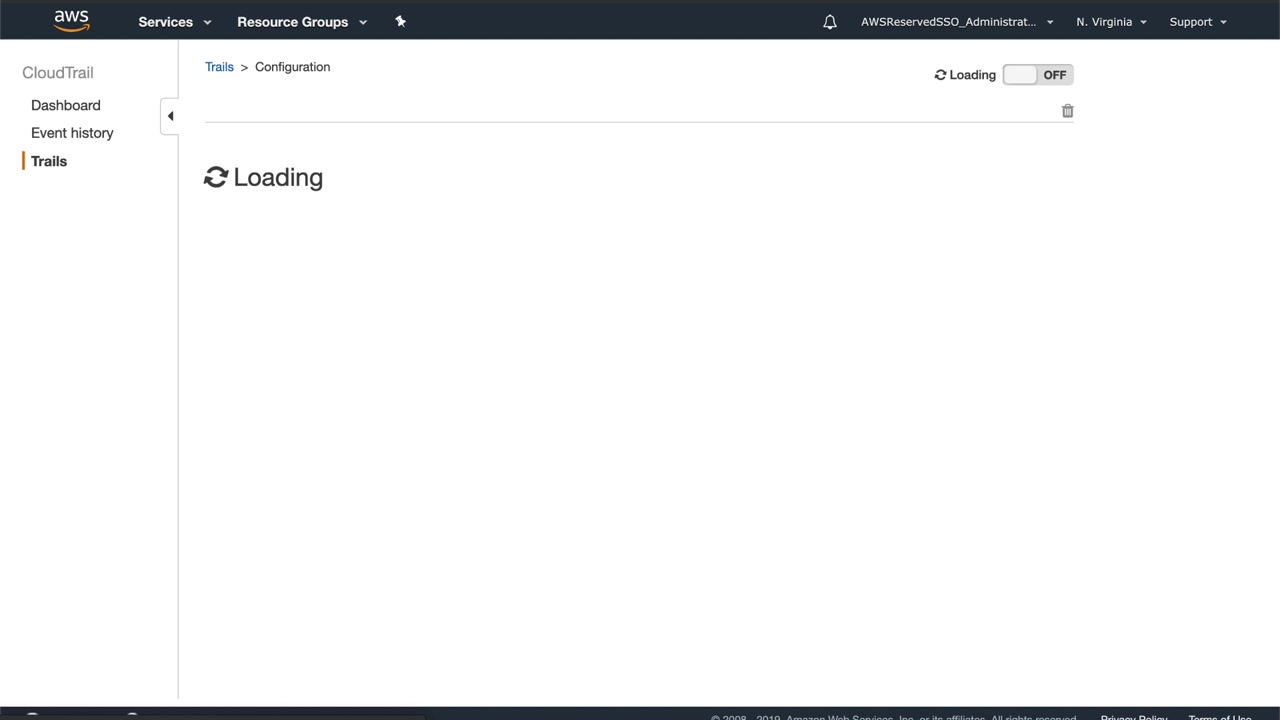 aws Services Resource Groups AWSReservedSSO_Administrat... N. Virginia Support
CloudTrail
Dashboard
Event history
Trails
Trails > Configuration
Loading OFF
Loading
© 2008 - 2019, Amazon Web Services, Inc. or its affiliates. All rights reserved. Privacy Policy Terms of Use